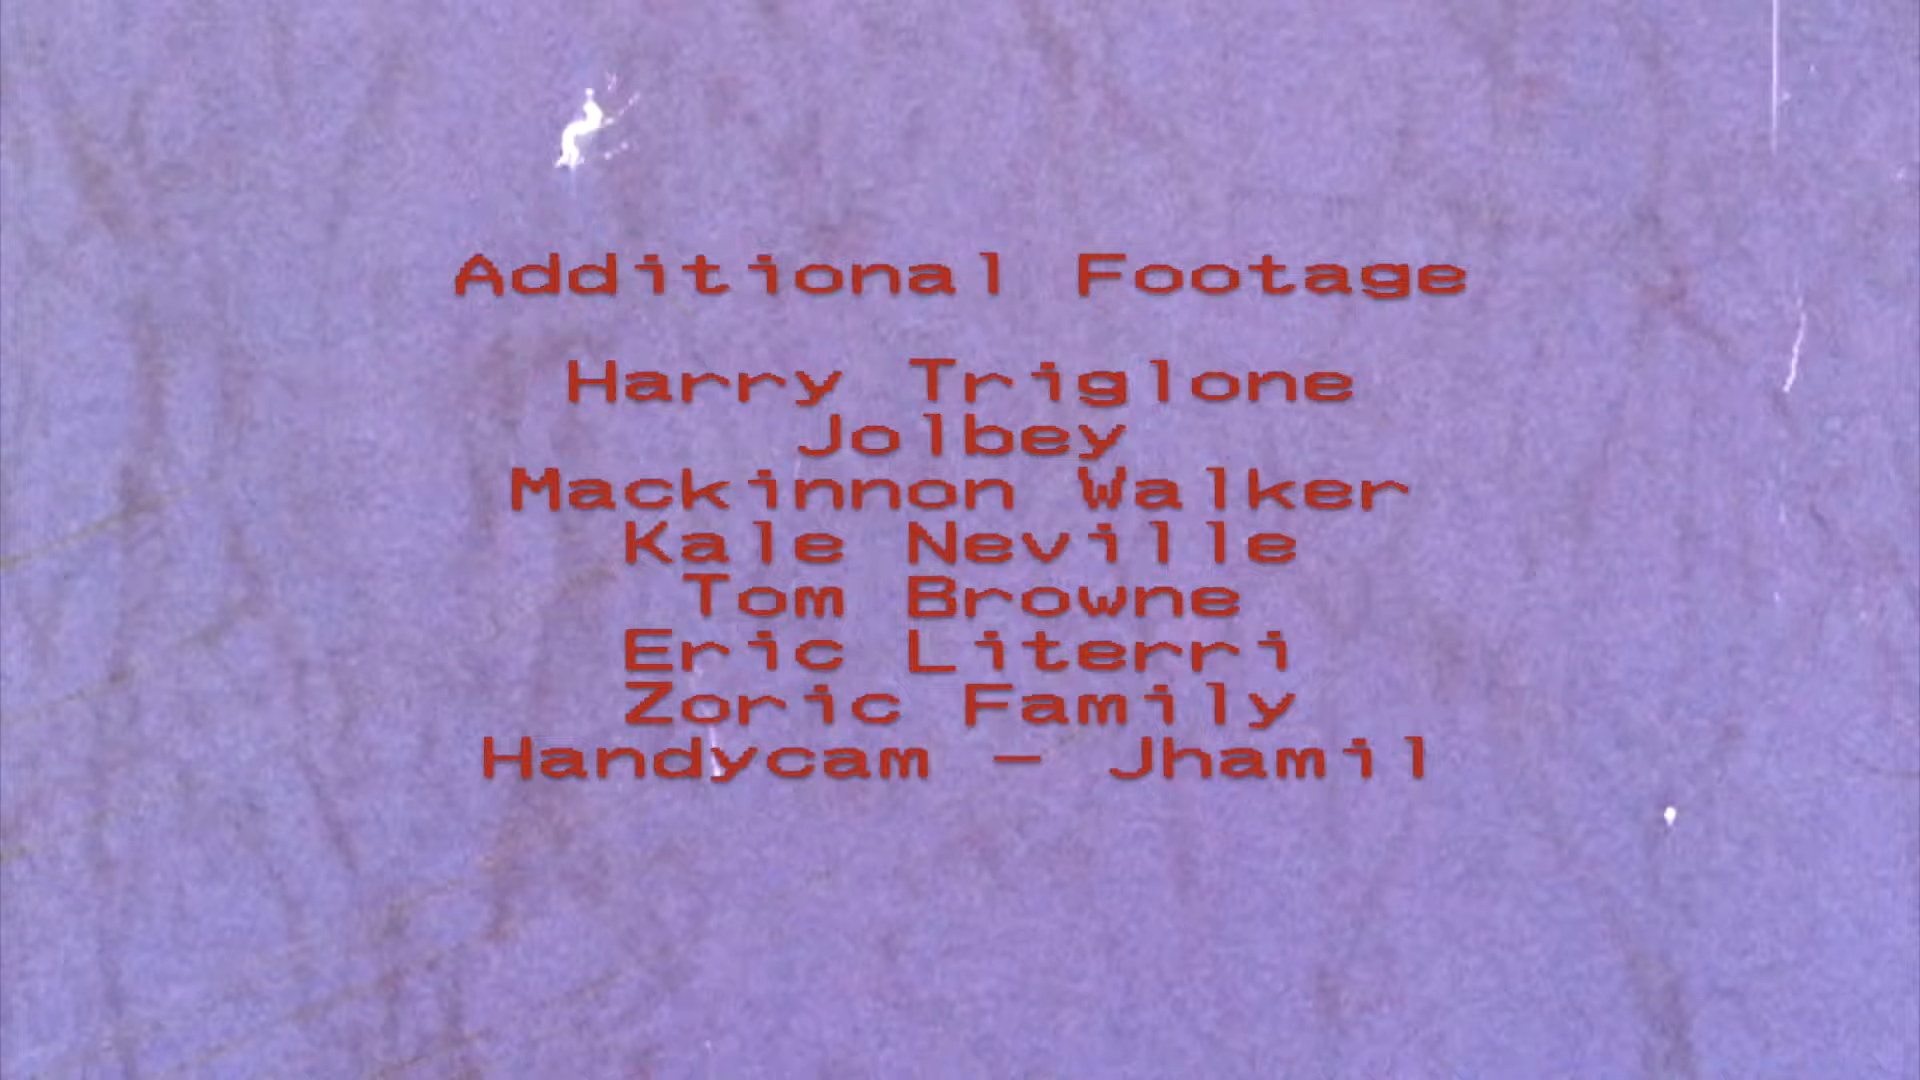 Additional Footage
Harry Triglone
Jolbey
Mackinnon Walker
Kale Neville
Tom Browne
Eric Literri
Zoric Family
Handycam - Jhamil